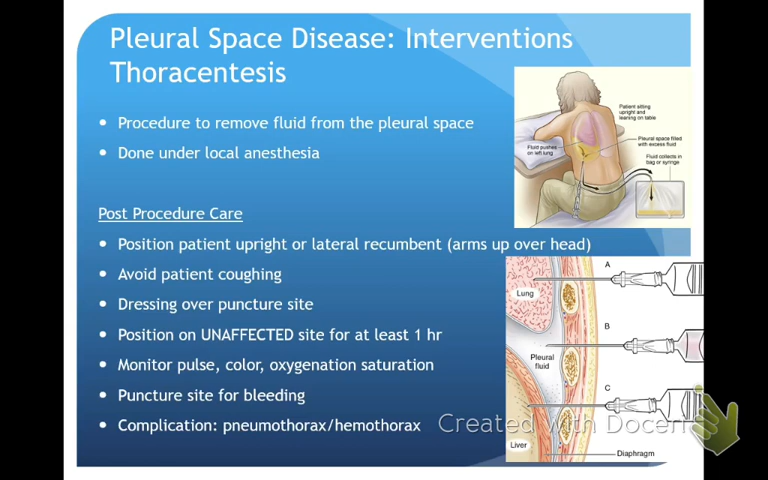 Pleural Space Disease: Interventions
Thoracentesis
Procedure to remove fluid from the pleural space
Done under local anesthesia
Patient sitting
upright and
leaning on table
Pleural space filled
with excess fluid
Fluid pushes
on left lung
Fluid collects in
bag or syringe
Post Procedure Care
Position patient upright or lateral recumbent (arms up over head)
Avoid patient coughing
Dressing over puncture site
Position on UNAFFECTED site for at least 1 hr
Monitor pulse, color, oxygenation saturation
Puncture site for bleeding
Complication: pneumothorax/hemothorax
A
Lung
B
Pleural
fluid
C
Liver
Diaphragm
Created with Docer